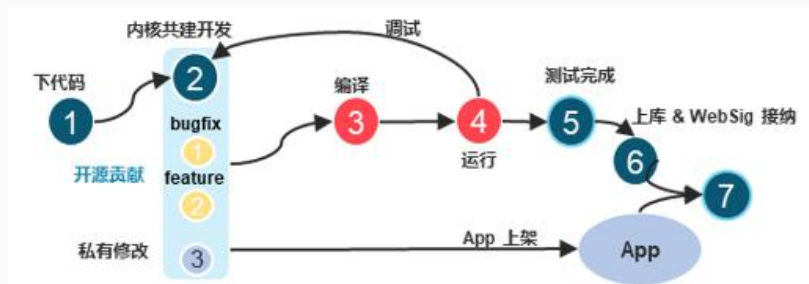 内核共建开发
调试
下代码
1
2
编译
测试完成
bugfix
3
4
5
上库 & WebSig 接纳
1
运行
6
开源贡献
feature
7
2
私有修改
3
App 上架
App